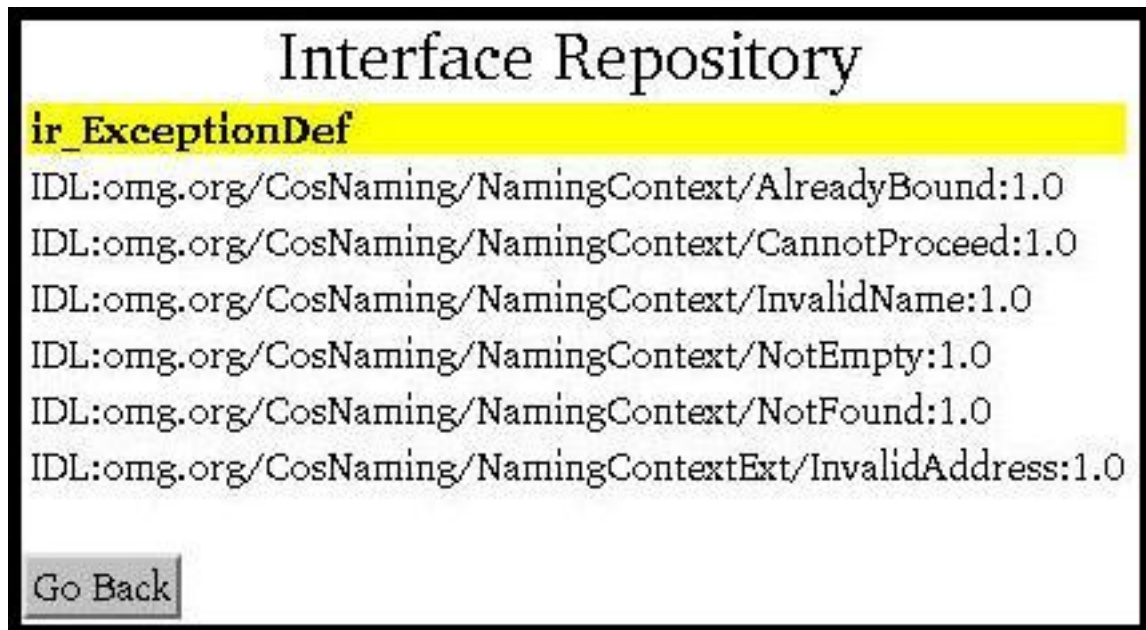 Interface Repository
ir_ExceptionDef
IDL:omg.org/CosNaming/NamingContext/AlreadyBound:1.0
IDL:omg.org/CosNaming/NamingContext/CannotProceed:1.0
IDL:omg.org/CosNaming/NamingContext/InvalidName:1.0
IDL:omg.org/CosNaming/NamingContext/NotEmpty:1.0
IDL:omg.org/CosNaming/NamingContext/NotFound:1.0
IDL:omg.org/CosNaming/NamingContextExt/InvalidAddress:1.0
Go Back